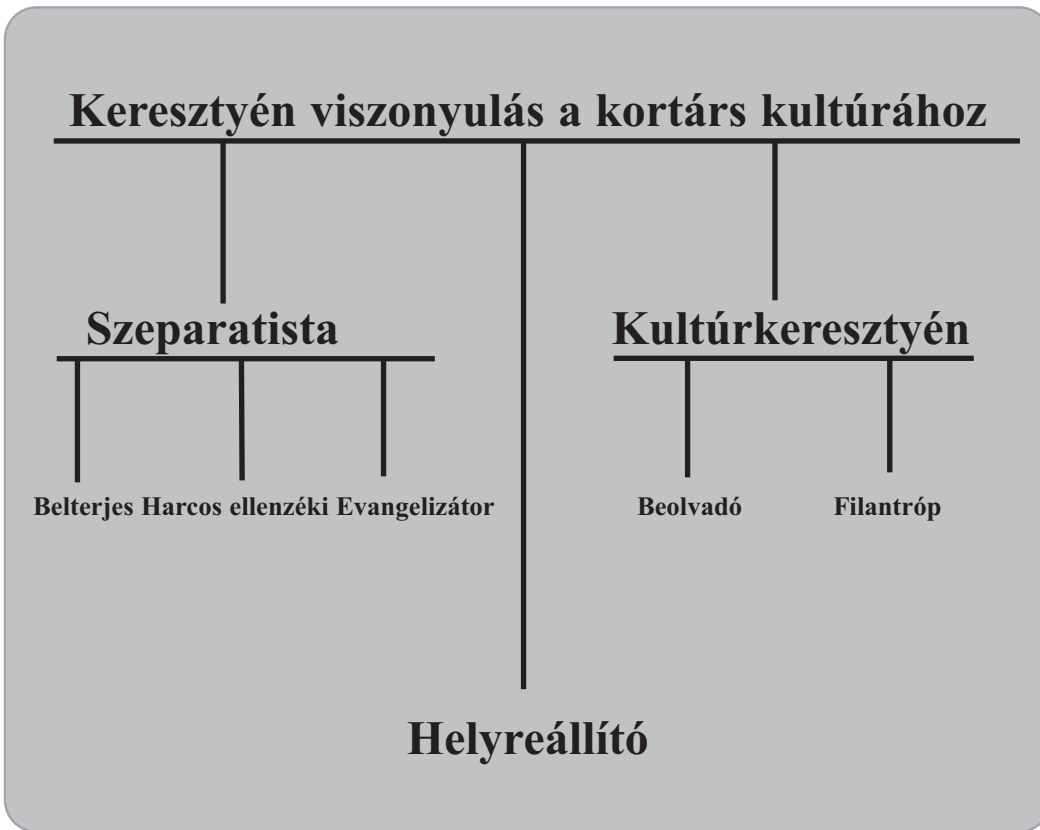 Keresztyén viszonyulás a kortárs kultúrához
Szeparatista
Kultúrkeresztyén
Belterjes Harcos ellenzéki Evangelizátor
Beolvadó
Filantróp
Helyreállító